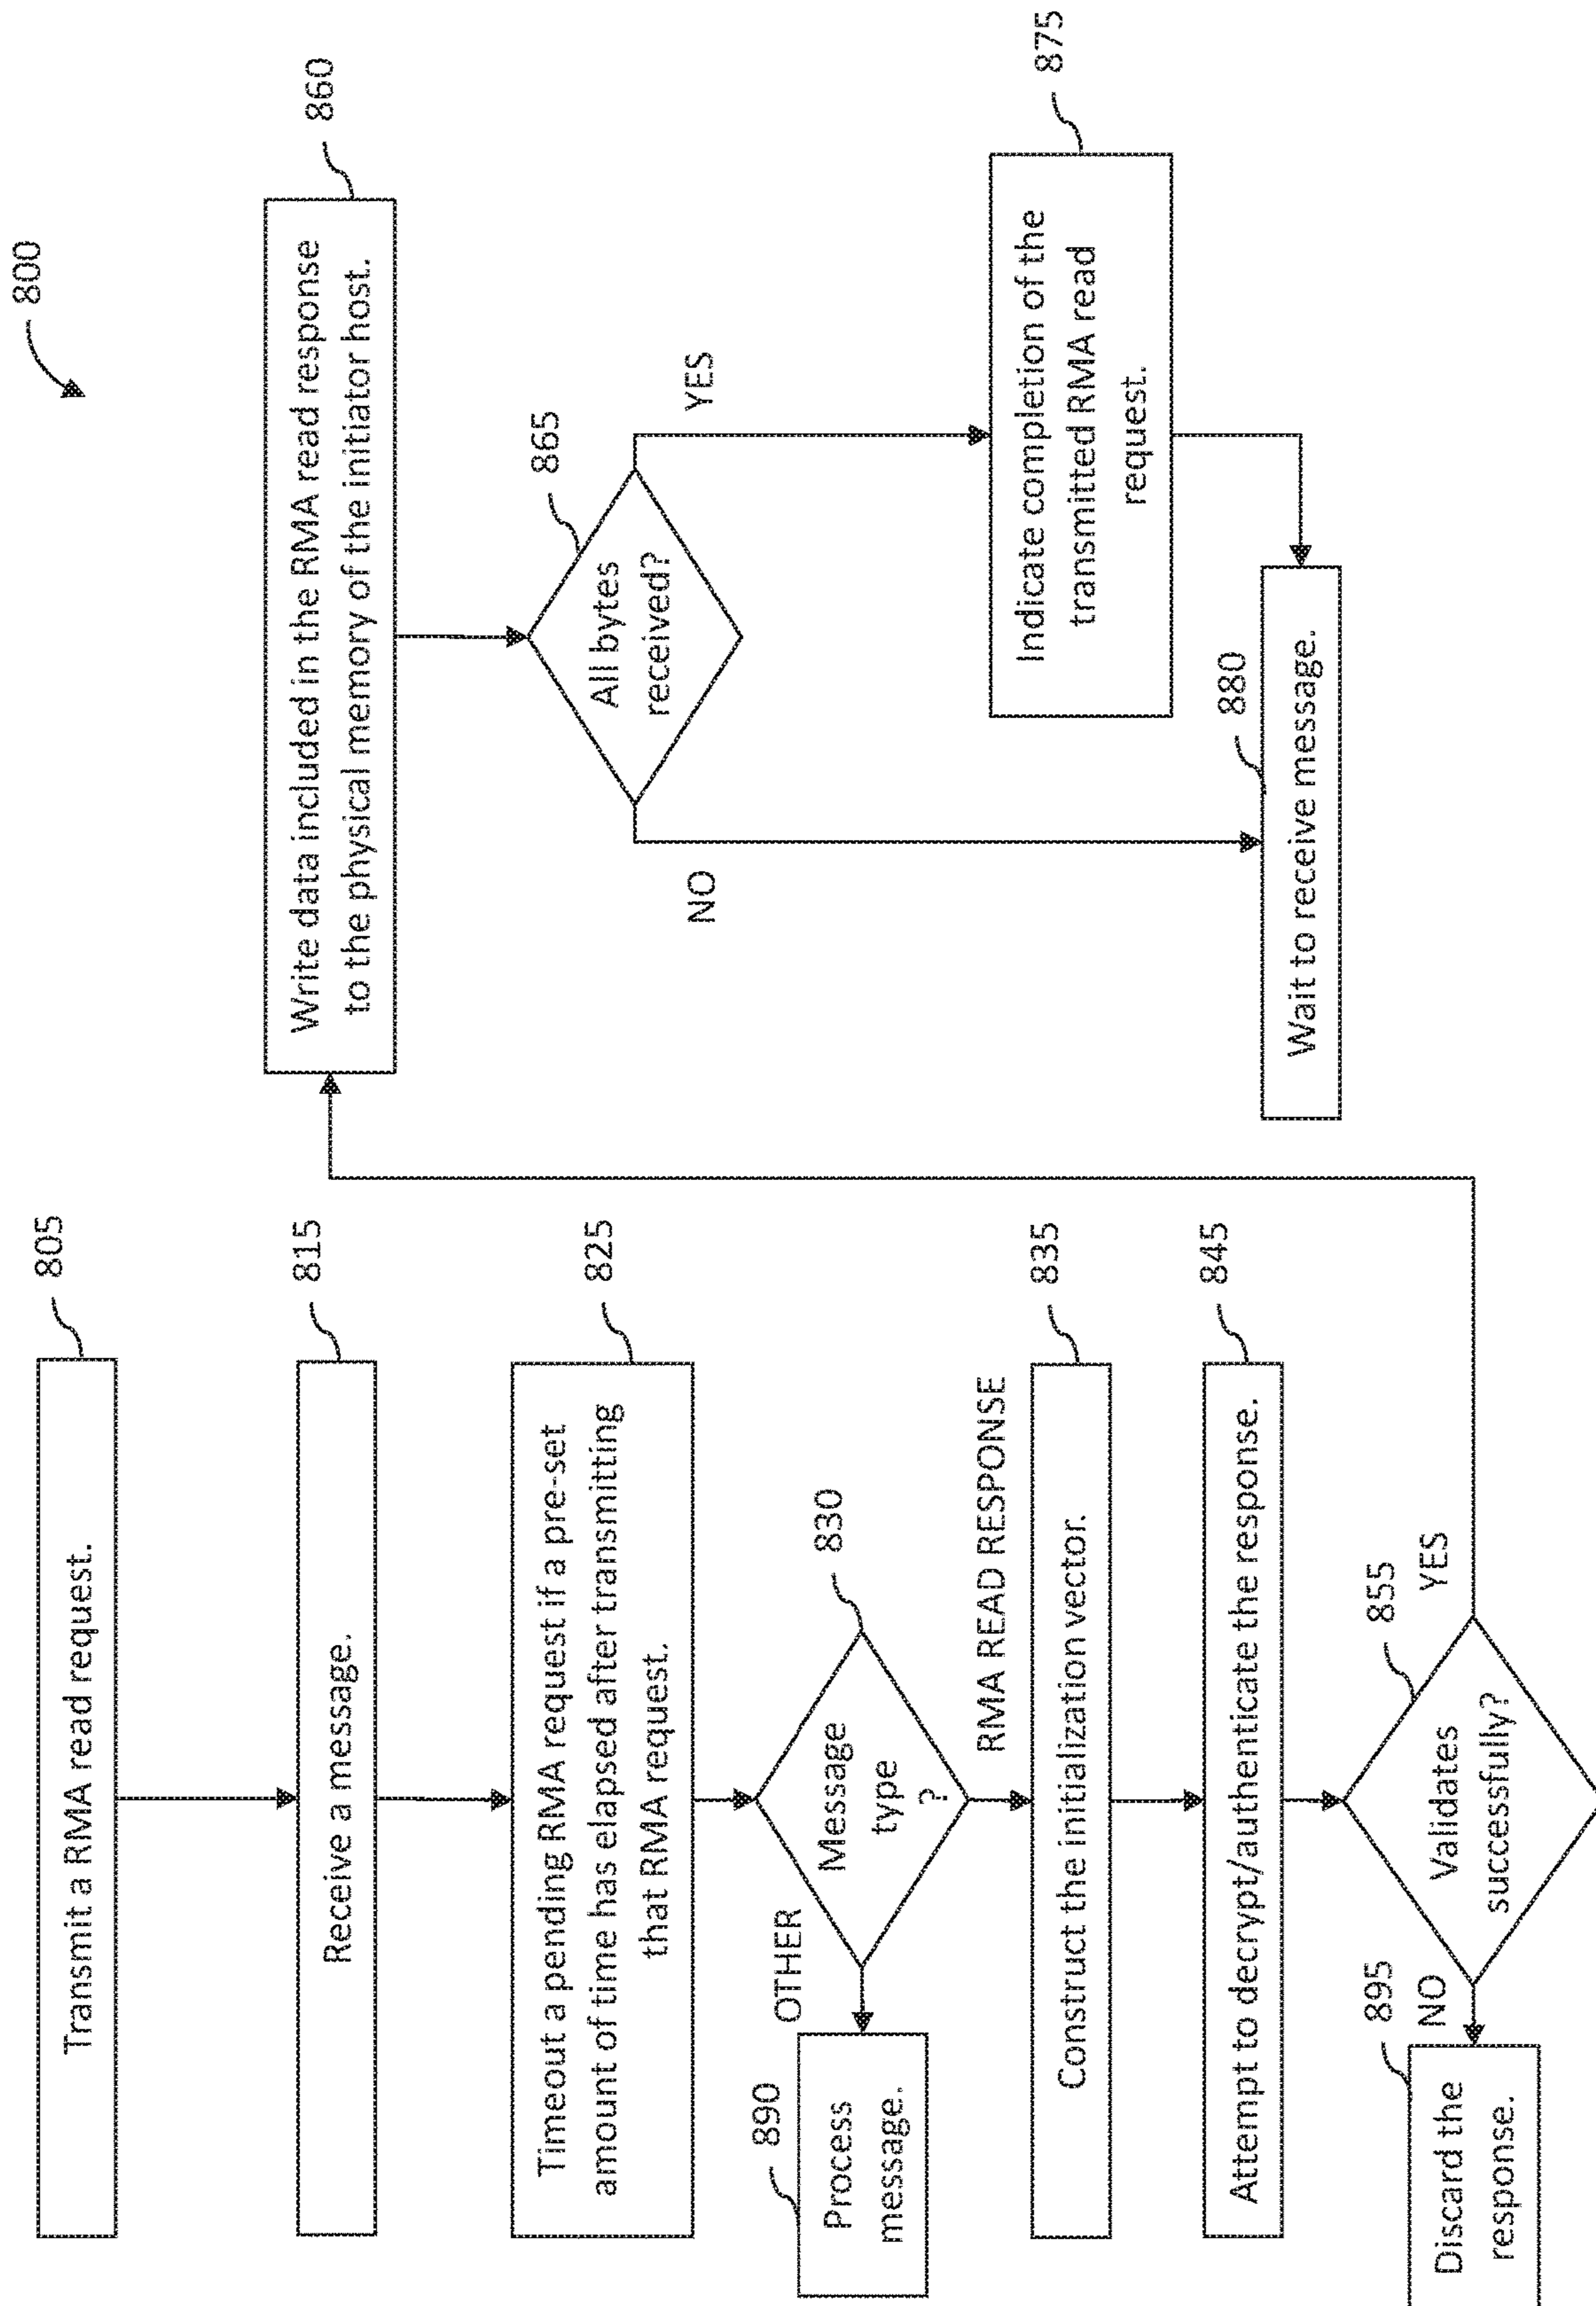 800
805
Transmit a RMA read request.
815
Receive a message.
825
Timeout a pending RMA request if a pre-set
amount of time has elapsed after transmitting
that RMA request.
830
Message
type
?
OTHER
890
Process
message.
RMA READ RESPONSE
835
Construct the initialization vector.
845
Attempt to decrypt/authenticate the response.
855
Validates
successfully?
YES
NO
895
Discard the
response.
860
Write data included in the RMA read response
to the physical memory of the initiator host.
865
All bytes
received?
YES
NO
875
Indicate completion of the
transmitted RMA read
request.
880
Wait to receive message.